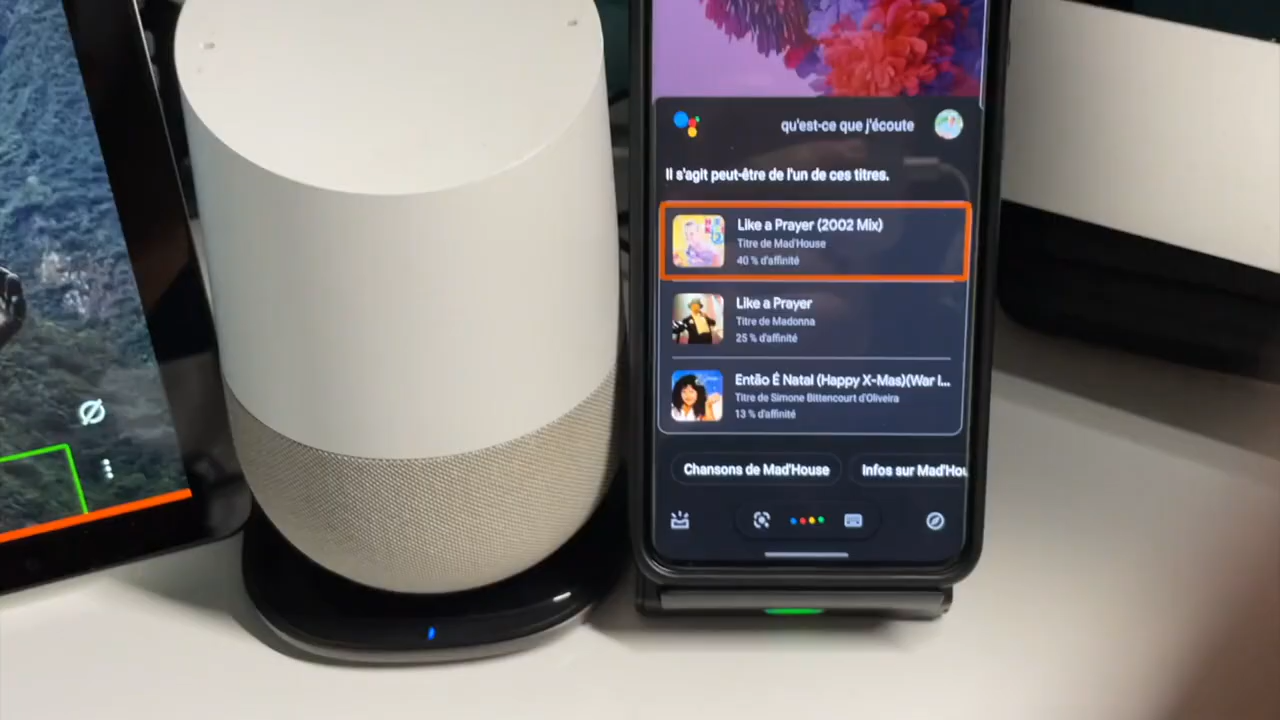 qu'est-ce que j'écoute
Il s'agit peut-être de l'un de ces titres.
Like a Prayer (2002 Mix)
Titre de Mad'House
40 % d'affinité
Like a Prayer
Titre de Madonna
25 % d'affinité
Então É Natal (Happy X-Mas)(War I...
Titre de Simone Bittencourt d'Oliveira
13 % d'affinité
Chansons de Mad'House
Infos sur Mad'Hou